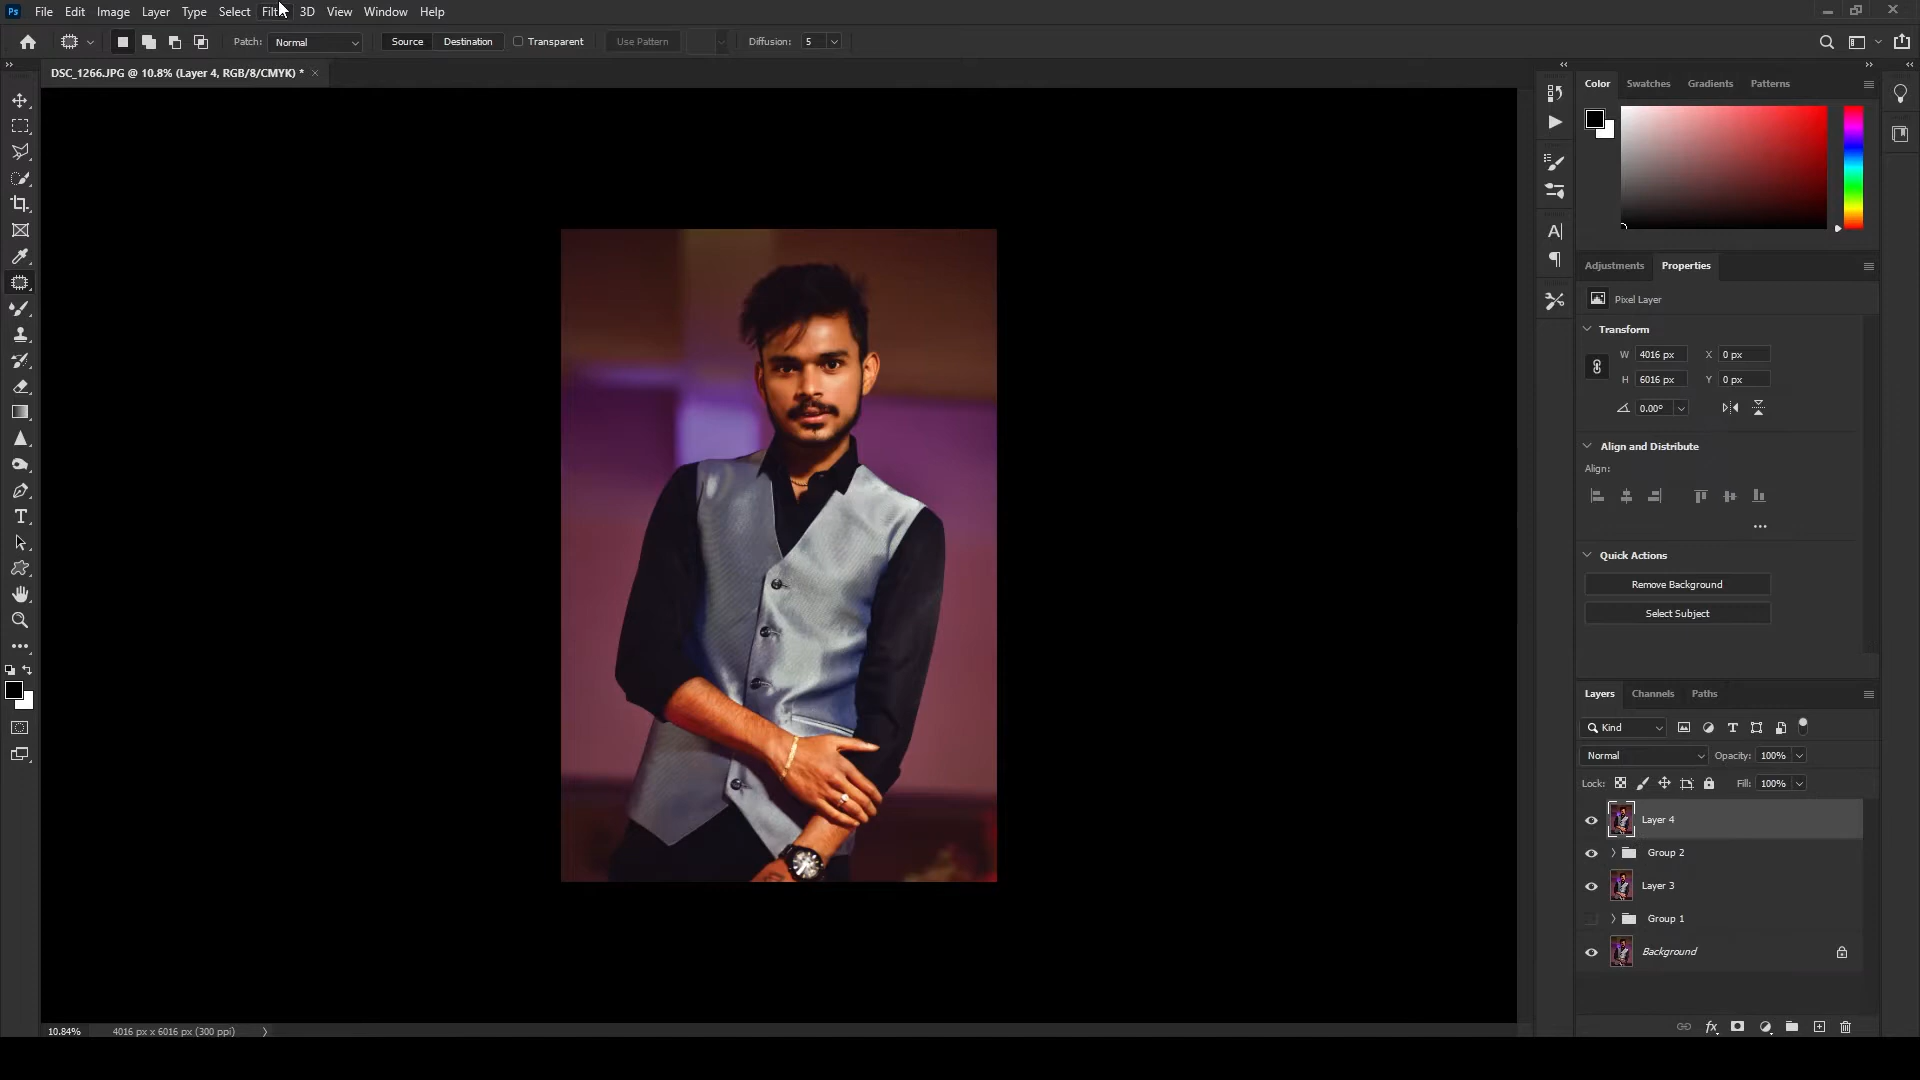 Ps File Edit Image Layer Type Select Filt 3D View Window Help
Patch: Normal Source Destination Transparent Use Pattern Diffusion: 5
DSC_1266.JPG @ 10.8% (Layer 4, RGB/8/CMYK) *
Color Swatches Gradients Patterns
Adjustments Properties
Pixel Layer
Transform
W 4016 px X 0 px
H 6016 px Y 0 px
0.00°
Align and Distribute
Align:
Quick Actions
Remove Background
Select Subject
Layers Channels Paths
Kind
Normal Opacity: 100%
Lock: Fill: 100%
Layer 4
Group 2
Layer 3
Group 1
Background
fx
10.84% 4016 px x 6016 px (300 ppi)